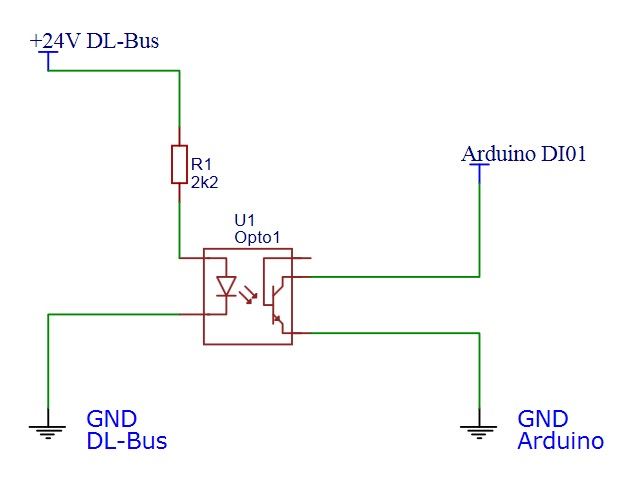 +24V DL-Bus
Arduino DI01
R1
2k2
U1
Opto1
GND
DL-Bus
GND
Arduino